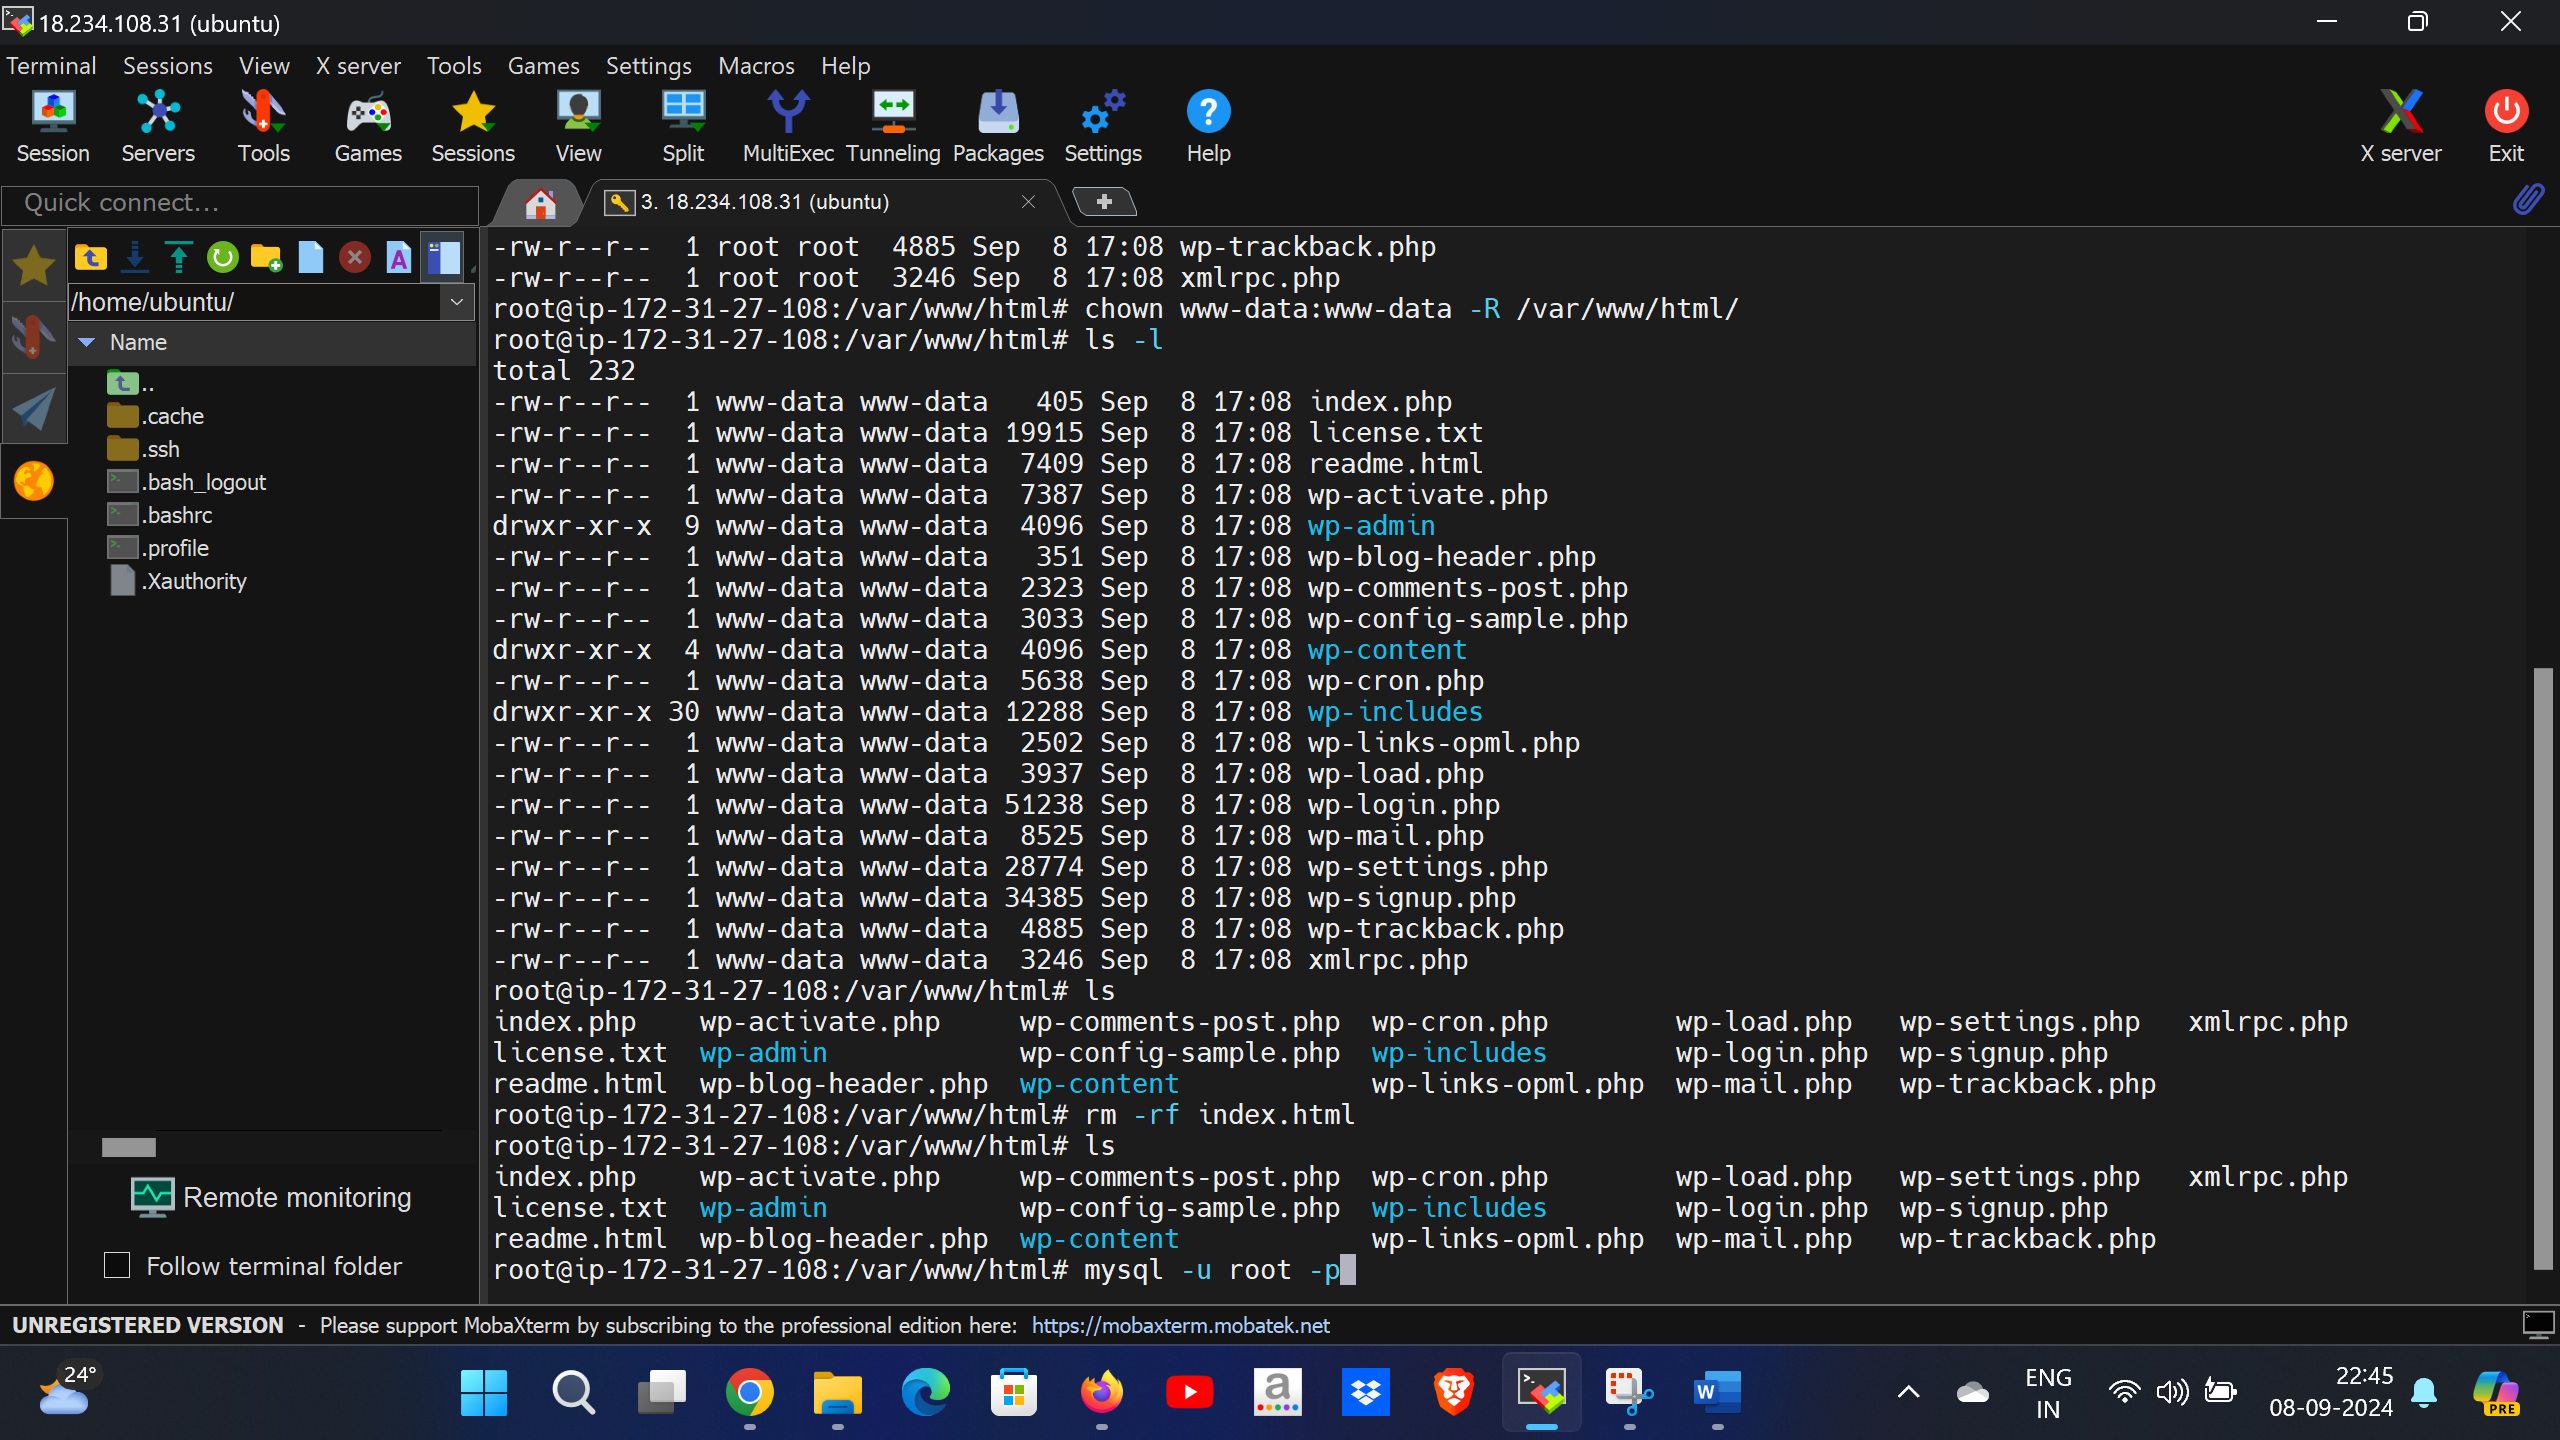 18.234.108.31 (ubuntu)
Terminal Sessions View X server Tools Games Settings Macros Help
Session Servers Tools Games Sessions View Split MultiExec Tunneling Packages Settings Help X server Exit
Quick connect...
3. 18.234.108.31 (ubuntu)
/home/ubuntu/
Name
..
.cache
.ssh
.bash_logout
.bashrc
.profile
.Xauthority
Remote monitoring
Follow terminal folder
-rw-r--r--  1 root root  4885 Sep  8 17:08 wp-trackback.php
-rw-r--r--  1 root root  3246 Sep  8 17:08 xmlrpc.php
root@ip-172-31-27-108:/var/www/html# chown www-data:www-data -R /var/www/html/
root@ip-172-31-27-108:/var/www/html# ls -l
total 232
-rw-r--r--  1 www-data www-data   405 Sep  8 17:08 index.php
-rw-r--r--  1 www-data www-data 19915 Sep  8 17:08 license.txt
-rw-r--r--  1 www-data www-data  7409 Sep  8 17:08 readme.html
-rw-r--r--  1 www-data www-data  7387 Sep  8 17:08 wp-activate.php
drwxr-xr-x  9 www-data www-data  4096 Sep  8 17:08 wp-admin
-rw-r--r--  1 www-data www-data   351 Sep  8 17:08 wp-blog-header.php
-rw-r--r--  1 www-data www-data  2323 Sep  8 17:08 wp-comments-post.php
-rw-r--r--  1 www-data www-data  3033 Sep  8 17:08 wp-config-sample.php
drwxr-xr-x  4 www-data www-data  4096 Sep  8 17:08 wp-content
-rw-r--r--  1 www-data www-data  5638 Sep  8 17:08 wp-cron.php
drwxr-xr-x 30 www-data www-data 12288 Sep  8 17:08 wp-includes
-rw-r--r--  1 www-data www-data  2502 Sep  8 17:08 wp-links-opml.php
-rw-r--r--  1 www-data www-data  3937 Sep  8 17:08 wp-load.php
-rw-r--r--  1 www-data www-data 51238 Sep  8 17:08 wp-login.php
-rw-r--r--  1 www-data www-data  8525 Sep  8 17:08 wp-mail.php
-rw-r--r--  1 www-data www-data 28774 Sep  8 17:08 wp-settings.php
-rw-r--r--  1 www-data www-data 34385 Sep  8 17:08 wp-signup.php
-rw-r--r--  1 www-data www-data  4885 Sep  8 17:08 wp-trackback.php
-rw-r--r--  1 www-data www-data  3246 Sep  8 17:08 xmlrpc.php
root@ip-172-31-27-108:/var/www/html# ls
index.php    wp-activate.php     wp-comments-post.php  wp-cron.php        wp-load.php   wp-settings.php   xmlrpc.php
license.txt  wp-admin            wp-config-sample.php  wp-includes        wp-login.php  wp-signup.php
readme.html  wp-blog-header.php  wp-content            wp-links-opml.php  wp-mail.php   wp-trackback.php
root@ip-172-31-27-108:/var/www/html# rm -rf index.html
root@ip-172-31-27-108:/var/www/html# ls
index.php    wp-activate.php     wp-comments-post.php  wp-cron.php        wp-load.php   wp-settings.php   xmlrpc.php
license.txt  wp-admin            wp-config-sample.php  wp-includes        wp-login.php  wp-signup.php
readme.html  wp-blog-header.php  wp-content            wp-links-opml.php  wp-mail.php   wp-trackback.php
root@ip-172-31-27-108:/var/www/html# mysql -u root -p
UNREGISTERED VERSION - Please support MobaXterm by subscribing to the professional edition here: https://mobaxterm.mobatek.net
24°
ENG
IN
22:45
08-09-2024
PRE